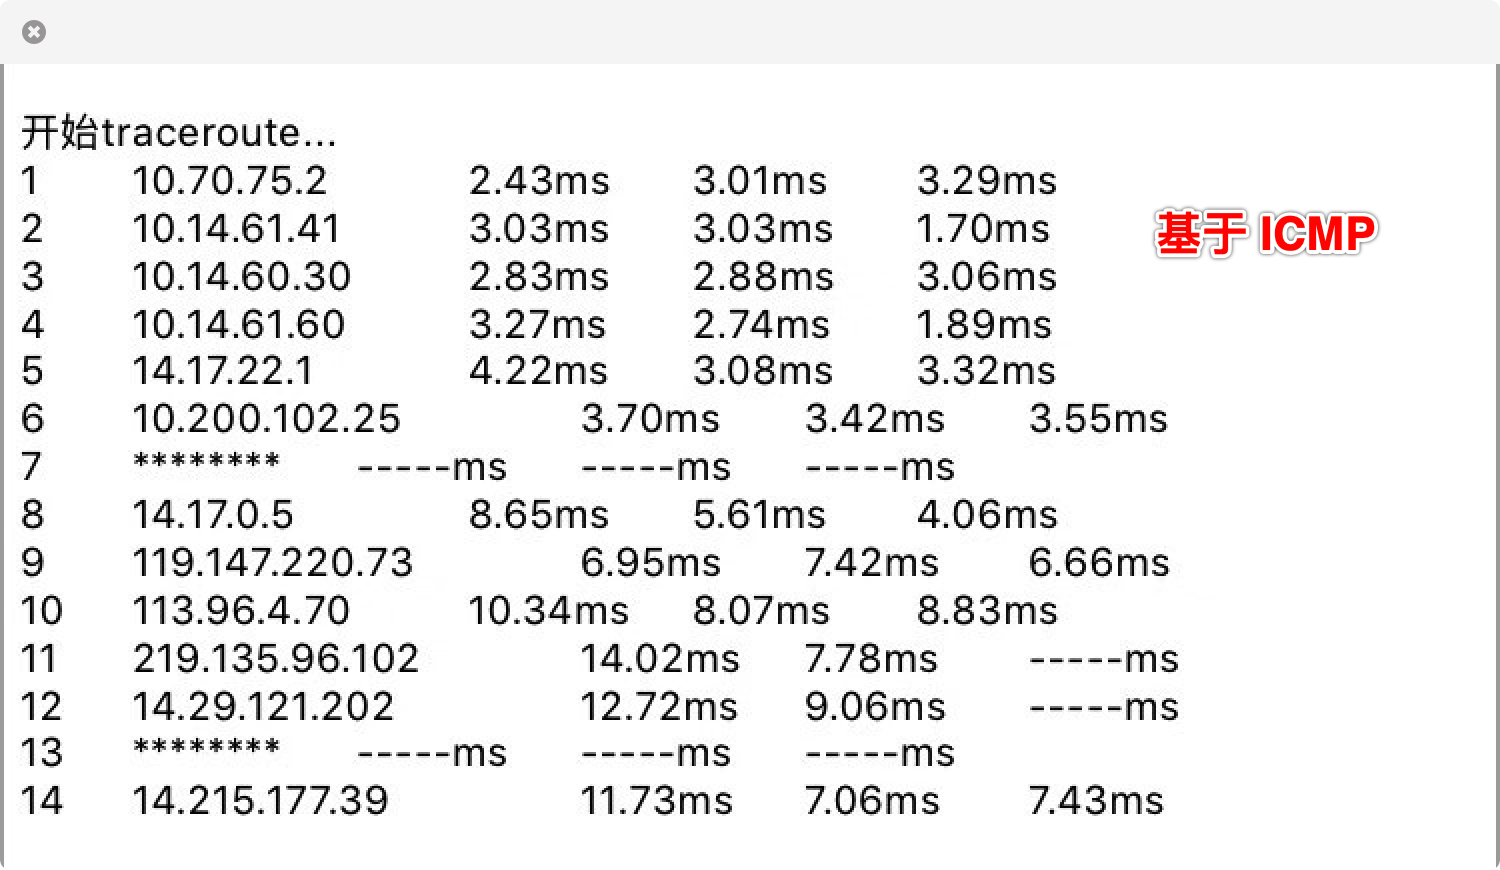 开始traceroute...
1 10.70.75.2 2.43ms 3.01ms 3.29ms
2 10.14.61.41 3.03ms 3.03ms 1.70ms
基于 ICMP
3 10.14.60.30 2.83ms 2.88ms 3.06ms
4 10.14.61.60 3.27ms 2.74ms 1.89ms
5 14.17.22.1 4.22ms 3.08ms 3.32ms
6 10.200.102.25 3.70ms 3.42ms 3.55ms
7 ******** -----ms -----ms -----ms
8 14.17.0.5 8.65ms 5.61ms 4.06ms
9 119.147.220.73 6.95ms 7.42ms 6.66ms
10 113.96.4.70 10.34ms 8.07ms 8.83ms
11 219.135.96.102 14.02ms 7.78ms -----ms
12 14.29.121.202 12.72ms 9.06ms -----ms
13 ******** -----ms -----ms -----ms
14 14.215.177.39 11.73ms 7.06ms 7.43ms